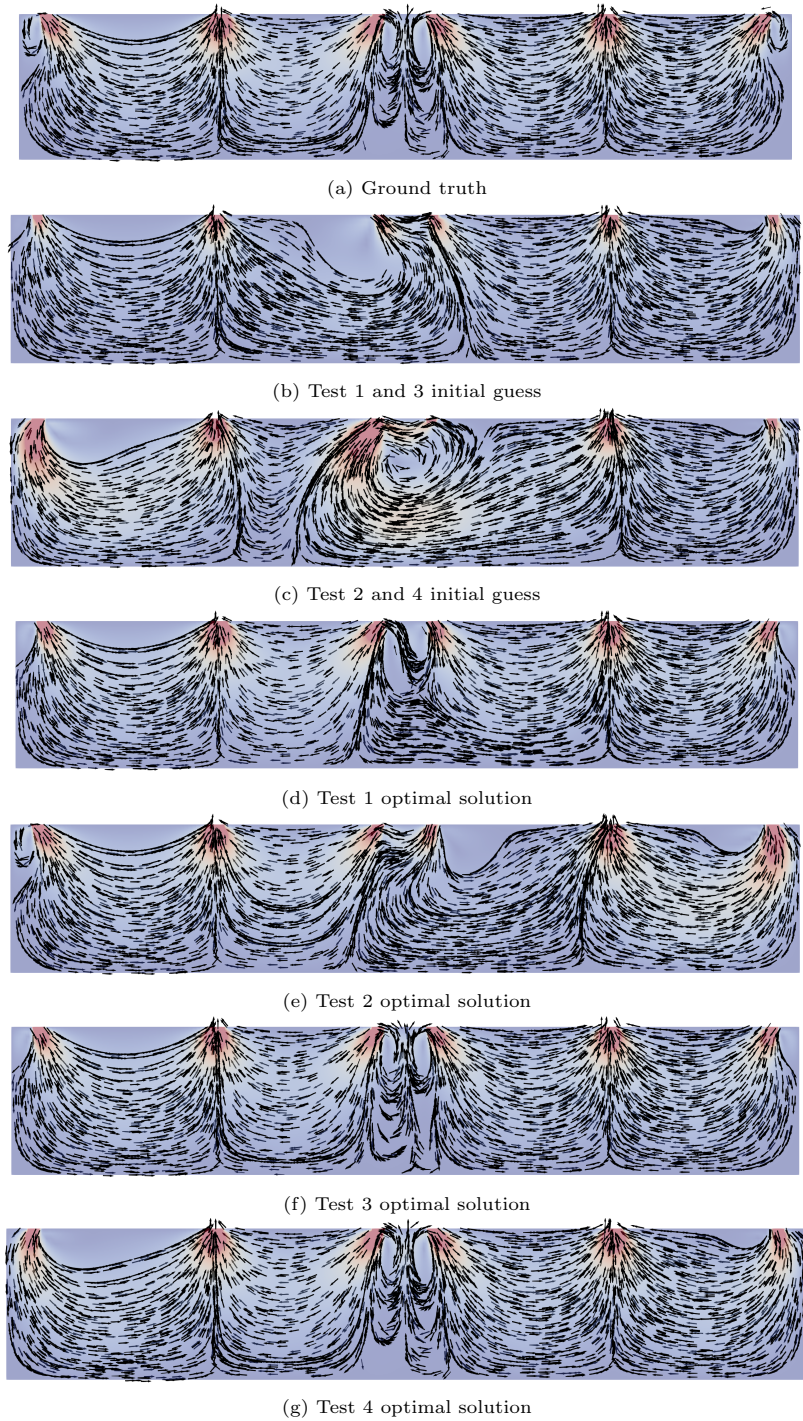 (a) Ground truth
(b) Test 1 and 3 initial guess
(c) Test 2 and 4 initial guess
(d) Test 1 optimal solution
(e) Test 2 optimal solution
(f) Test 3 optimal solution
(g) Test 4 optimal solution